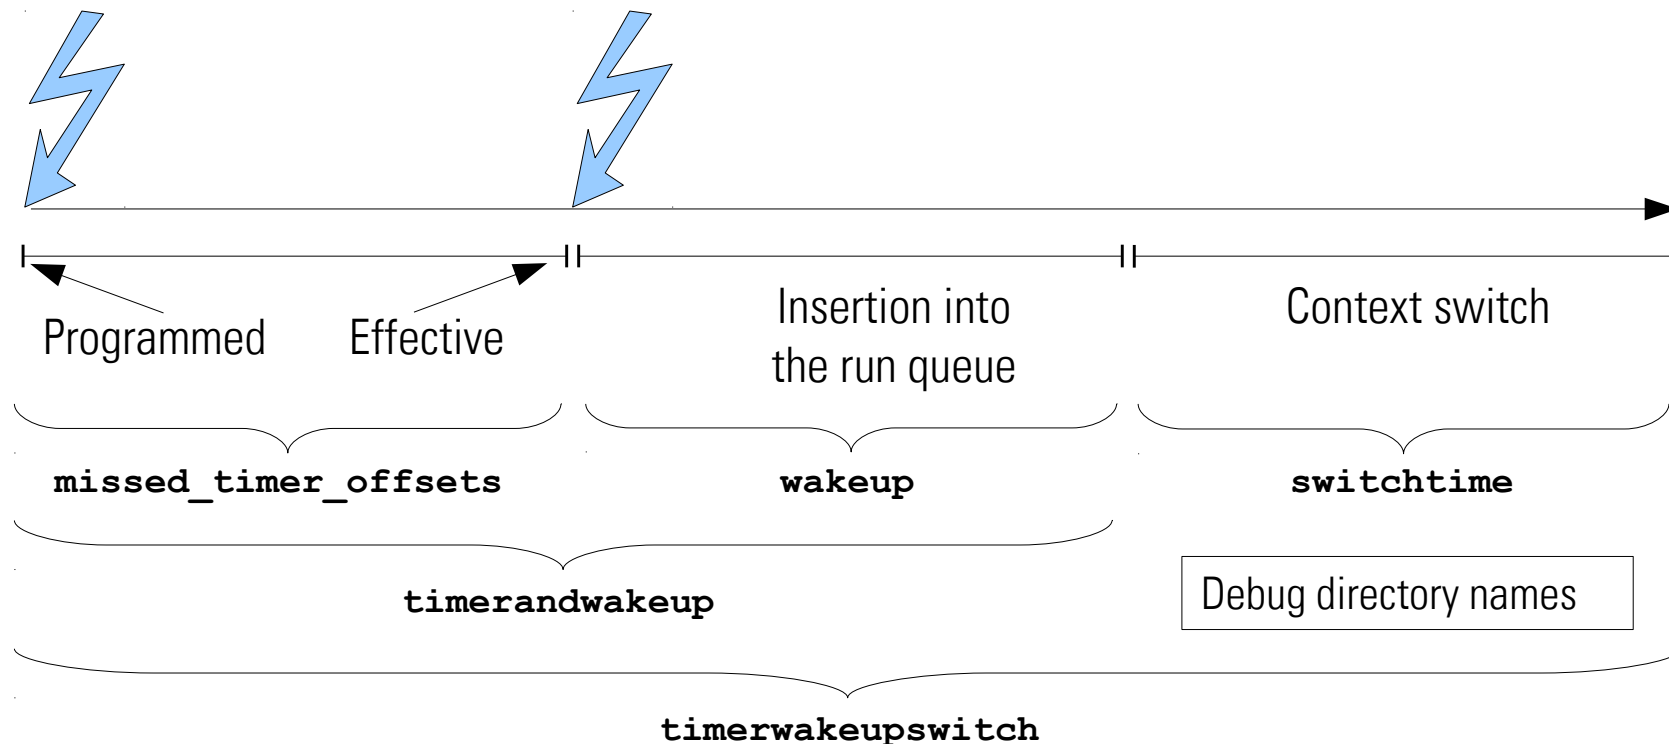 Programmed
Effective
Insertion into
the run queue
Context switch
missed_timer_offsets
wakeup
switchtime
timerandwakeup
Debug directory names
timerwakeupswitch